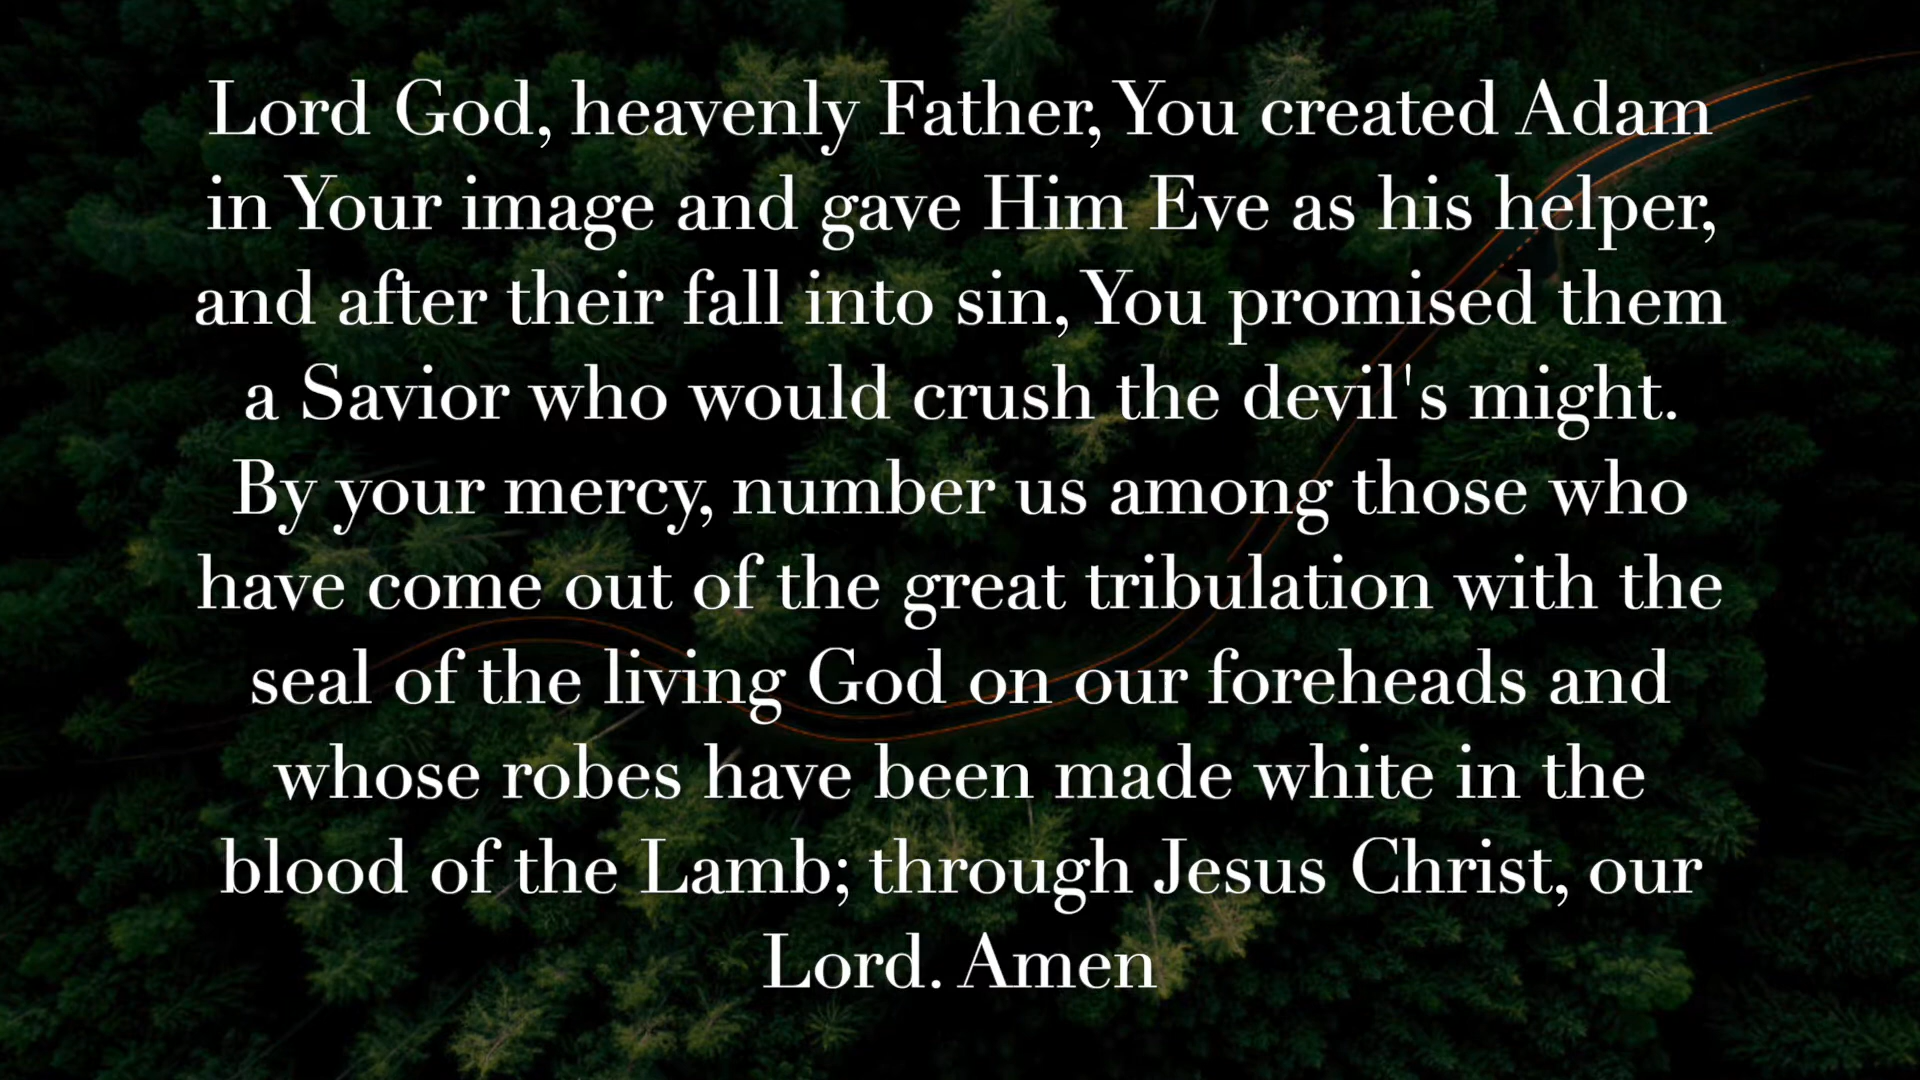 Lord God, heavenly Father, You created Adam
in Your image and gave Him Eve as his helper,
and after their fall into sin, You promised them
a Savior who would crush the devil's might.
By your mercy, number us among those who
have come out of the great tribulation with the
seal of the living God on our foreheads and
whose robes have been made white in the
blood of the Lamb; through Jesus Christ, our
Lord. Amen